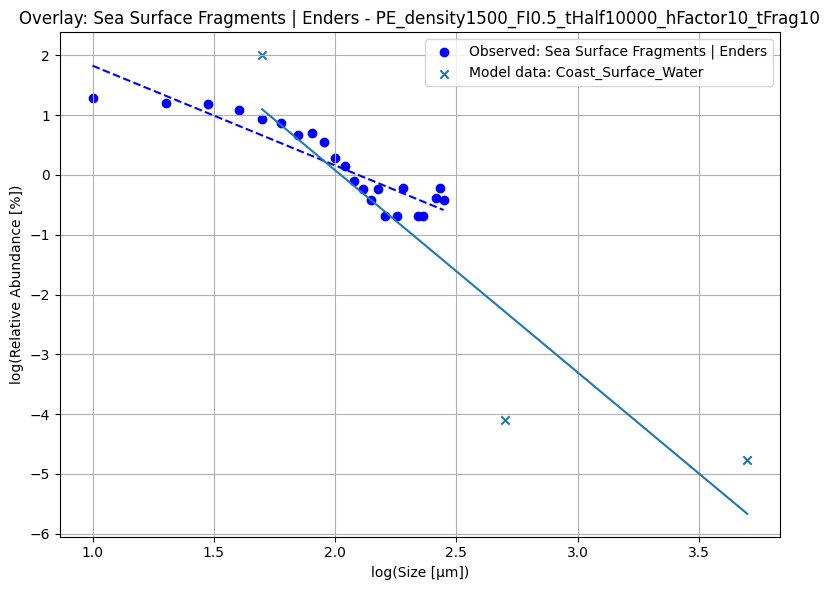 Overlay: Sea Surface Fragments | Enders - PE_density1500_FI0.5_tHalf10000_hFactor10_tFrag10
Observed: Sea Surface Fragments | Enders
Model data: Coast_Surface_Water
log(Relative Abundance [%])
2
1
0
−1
−2
−3
−4
−5
−6
1.0 1.5 2.0 2.5 3.0 3.5
log(Size [μm])